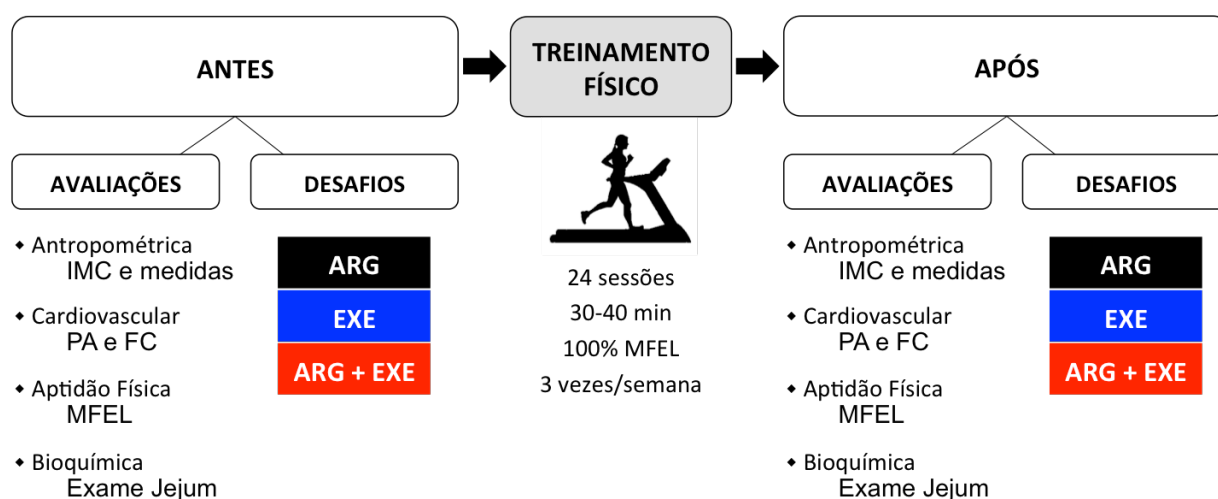 ANTES
TREINAMENTO
FÍSICO
APÓS
AVALIAÇÕES
DESAFIOS
◆ Antropométrica
IMC e medidas
◆ Cardiovascular
PA e FC
◆ Aptidão Física
MFEL
◆ Bioquímica
Exame Jejum
ARG
EXE
ARG + EXE
24 sessões
30-40 min
100% MFEL
3 vezes/semana
AVALIAÇÕES
DESAFIOS
◆ Antropométrica
IMC e medidas
◆ Cardiovascular
PA e FC
◆ Aptidão Física
MFEL
◆ Bioquímica
Exame Jejum
ARG
EXE
ARG + EXE